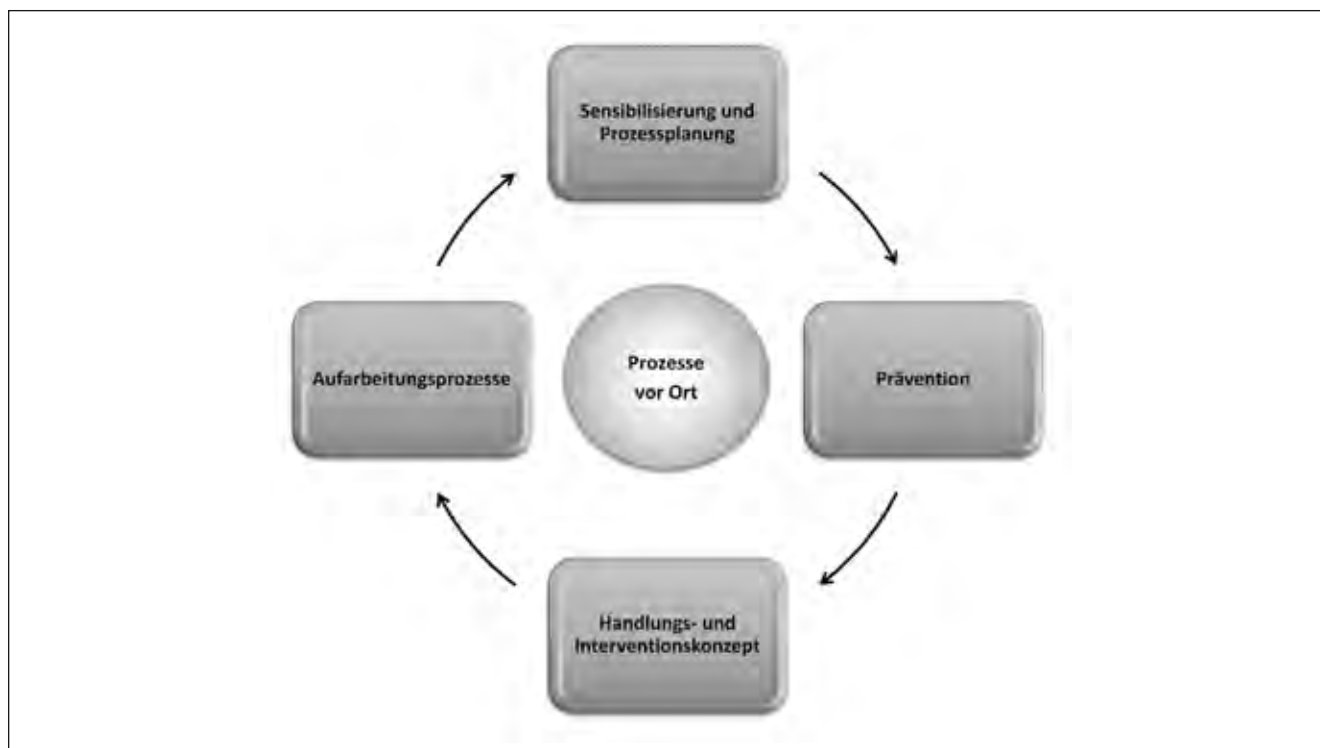 Sensibilisierung und
Prozessplanung
Aufarbeitungsprozesse
Prozesse
vor Ort
Prävention
Handlungs- und
Interventionskonzept